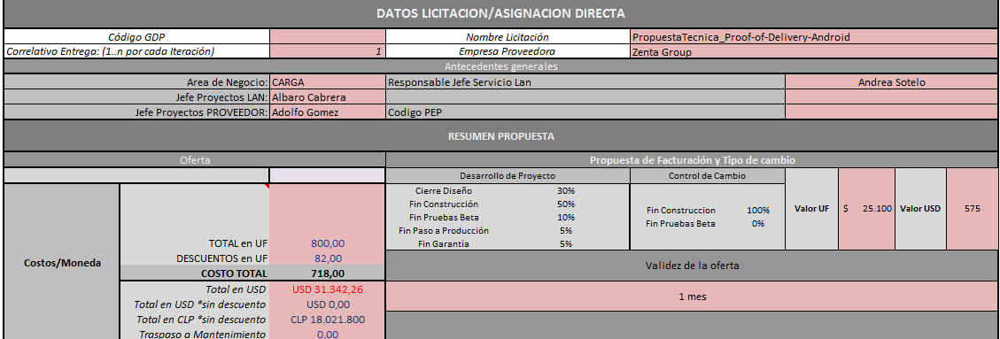 DATOS LICITACION/ASIGNACION DIRECTA
Código GDP Nombre Licitación PropuestaTecnica_Proof-of-Delivery-Android
Correlativo Entrega: (1..n por cada Iteración) 1 Empresa Proveedora Zenta Group
Antecedentes generales
Area de Negocio: CARGA Responsable Jefe Servicio Lan Andrea Sotelo
Jefe Proyectos LAN: Albaro Cabrera
Jefe Proyectos PROVEEDOR: Adolfo Gomez Codigo PEP
RESUMEN PROPUESTA
Oferta Propuesta de Facturación y Tipo de cambio
Desarrollo de Proyecto Control de Cambio
Cierre Diseño 30%
Fin Construcción 50%
Fin Pruebas Beta 10%
Fin Paso a Producción 5%
Fin Garantía 5%
Fin Construccion 100%
Fin Pruebas Beta 0%
Valor UF $ 25.100 Valor USD 575
Costos/Moneda
TOTAL en UF 800,00
DESCUENTOS en UF 82,00
COSTO TOTAL 718,00
Total en USD USD 31.342,26
Total en USD *sin descuento USD 0,00
Total en CLP *sin descuento CLP 18.021.800
Traspaso a Mantenimiento 0,00
Validez de la oferta
1 mes